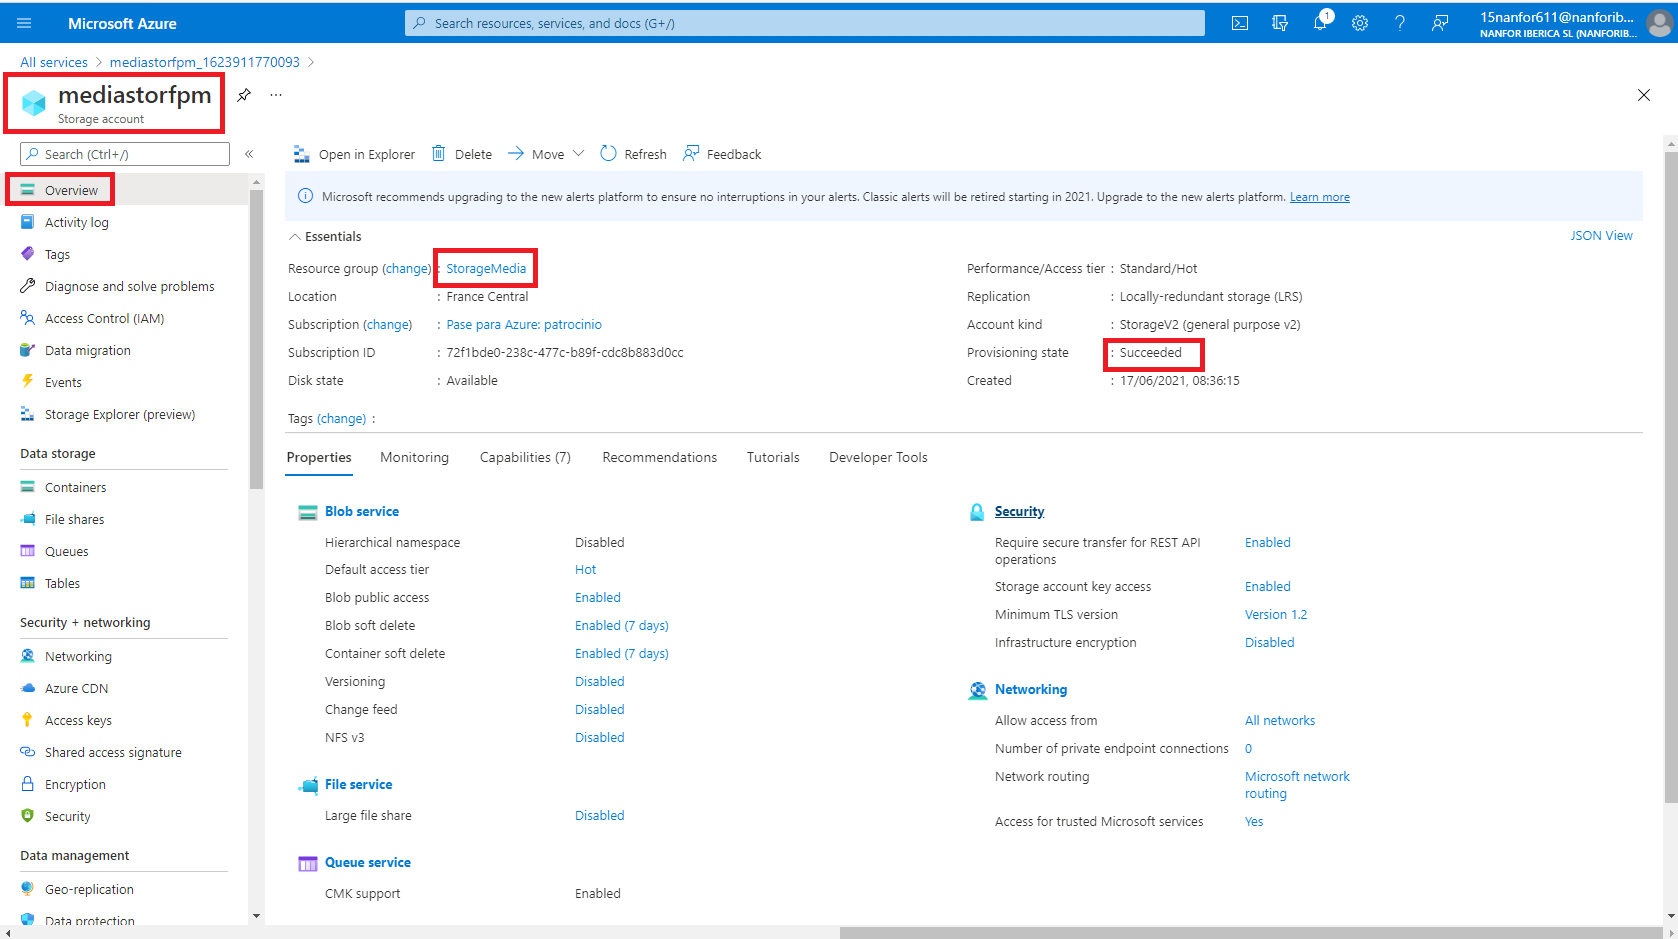 Microsoft Azure
Search resources, services, and docs (G+/)
1
15nanfor611@nanforib...
NANFOR IBERICA SL (NANFORIB...
All services > mediastorfpm_1623911770093 >
mediastorfpm
Storage account
Search (Ctrl+/)
Overview
Activity log
Tags
Diagnose and solve problems
Access Control (IAM)
Data migration
Events
Storage Explorer (preview)
Data storage
Containers
File shares
Queues
Tables
Security + networking
Networking
Azure CDN
Access keys
Shared access signature
Encryption
Security
Data management
Geo-replication
Data protection
Open in Explorer Delete Move Refresh Feedback
Microsoft recommends upgrading to the new alerts platform to ensure no interruptions in your alerts. Classic alerts will be retired starting in 2021. Upgrade to the new alerts platform. Learn more
Essentials
JSON View
Resource group (change) : StorageMedia
Location : France Central
Subscription (change) : Pase para Azure: patrocinio
Subscription ID : 72f1bde0-238c-477c-b89f-cdc8b883d0cc
Disk state : Available
Performance/Access tier : Standard/Hot
Replication : Locally-redundant storage (LRS)
Account kind : StorageV2 (general purpose v2)
Provisioning state : Succeeded
Created : 17/06/2021, 08:36:15
Tags (change) :
Properties Monitoring Capabilities (7) Recommendations Tutorials Developer Tools
Blob service
Hierarchical namespace Disabled
Default access tier Hot
Blob public access Enabled
Blob soft delete Enabled (7 days)
Container soft delete Enabled (7 days)
Versioning Disabled
Change feed Disabled
NFS v3 Disabled
File service
Large file share Disabled
Queue service
CMK support Enabled
Security
Require secure transfer for REST API Enabled
operations
Storage account key access Enabled
Minimum TLS version Version 1.2
Infrastructure encryption Disabled
Networking
Allow access from All networks
Number of private endpoint connections 0
Network routing Microsoft network
routing
Access for trusted Microsoft services Yes